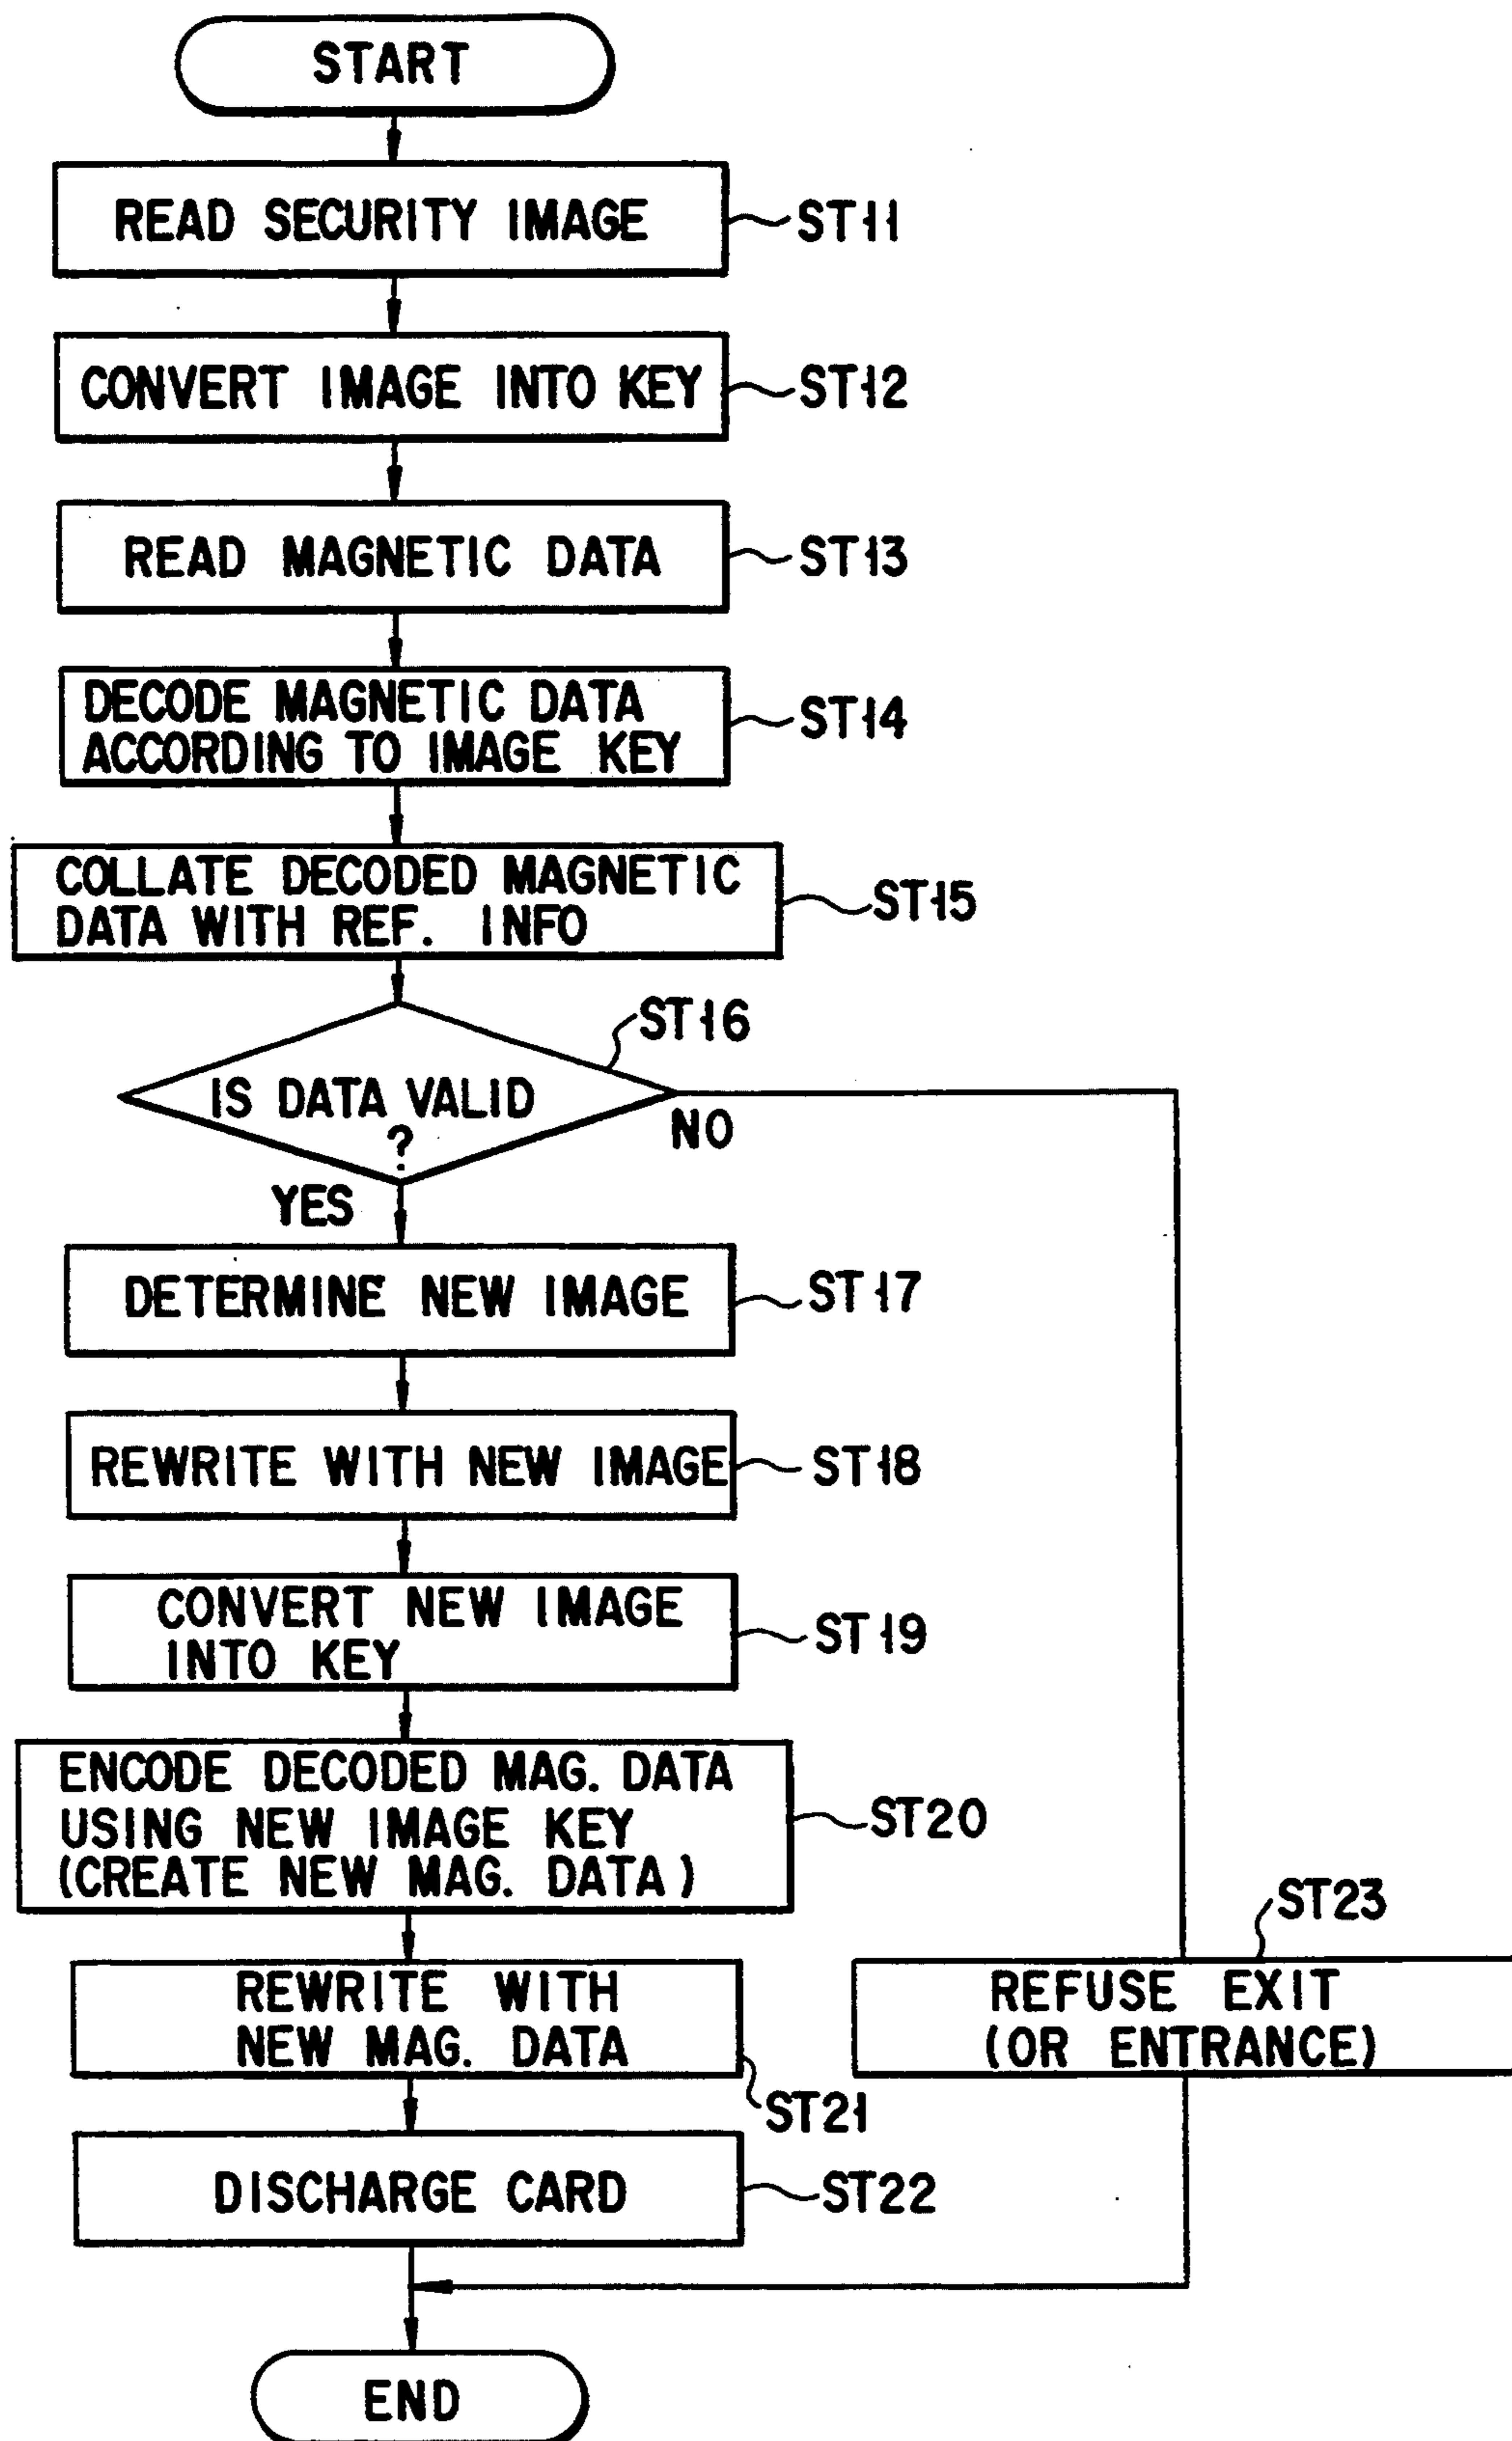 START
READ SECURITY IMAGE
ST11
CONVERT IMAGE INTO KEY
ST12
READ MAGNETIC DATA
ST13
DECODE MAGNETIC DATA
ACCORDING TO IMAGE KEY
ST14
COLLATE DECODED MAGNETIC
DATA WITH REF. INFO
ST15
ST16
IS DATA VALID
?
NO
YES
DETERMINE NEW IMAGE
ST17
REWRITE WITH NEW IMAGE
ST18
CONVERT NEW IMAGE
INTO KEY
ST19
ENCODE DECODED MAG. DATA
USING NEW IMAGE KEY
(CREATE NEW MAG. DATA)
ST20
REWRITE WITH
NEW MAG. DATA
ST21
ST23
REFUSE EXIT
(OR ENTRANCE)
DISCHARGE CARD
ST22
END